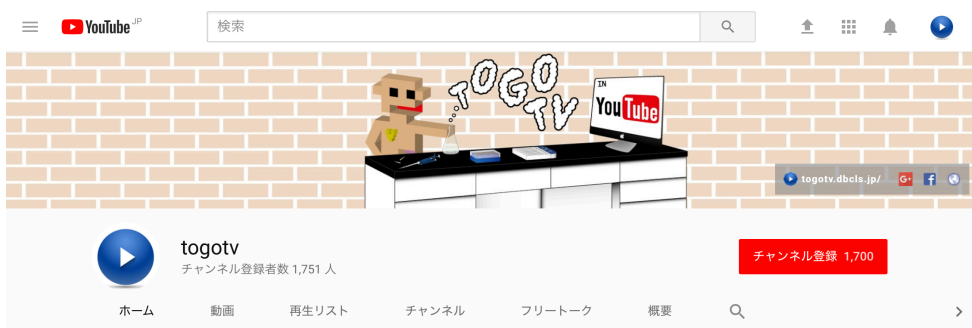 YouTube JP
検索
TOGO
TV
IN
YouTube
togotv.dbcls.jp/ G+ f
togotv
チャンネル登録者数 1,751 人
チャンネル登録 1,700
ホーム 動画 再生リスト チャンネル フリートーク 概要